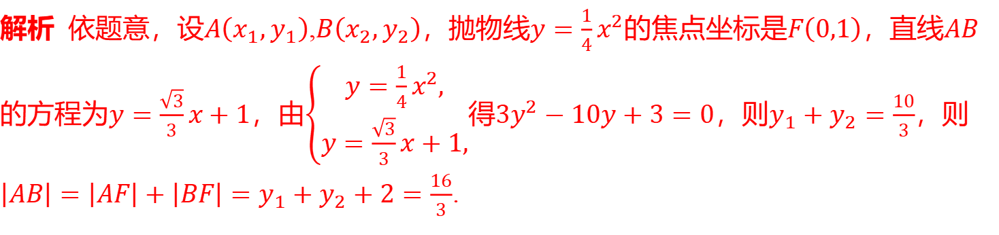 解析 依题意，设$A(x_1,y_1)$,$B(x_2,y_2)$，抛物线$y=\frac{1}{4}x^2$的焦点坐标是$F(0,1)$，直线$AB$
的方程为$y=\frac{\sqrt{3}}{3}x+1$，由$\begin{cases} y=\frac{1}{4}x^2, \\ y=\frac{\sqrt{3}}{3}x+1, \end{cases}$得$3y^2-10y+3=0$，则$y_1+y_2=\frac{10}{3}$，则
$|AB|=|AF|+|BF|=y_1+y_2+2=\frac{16}{3}$.